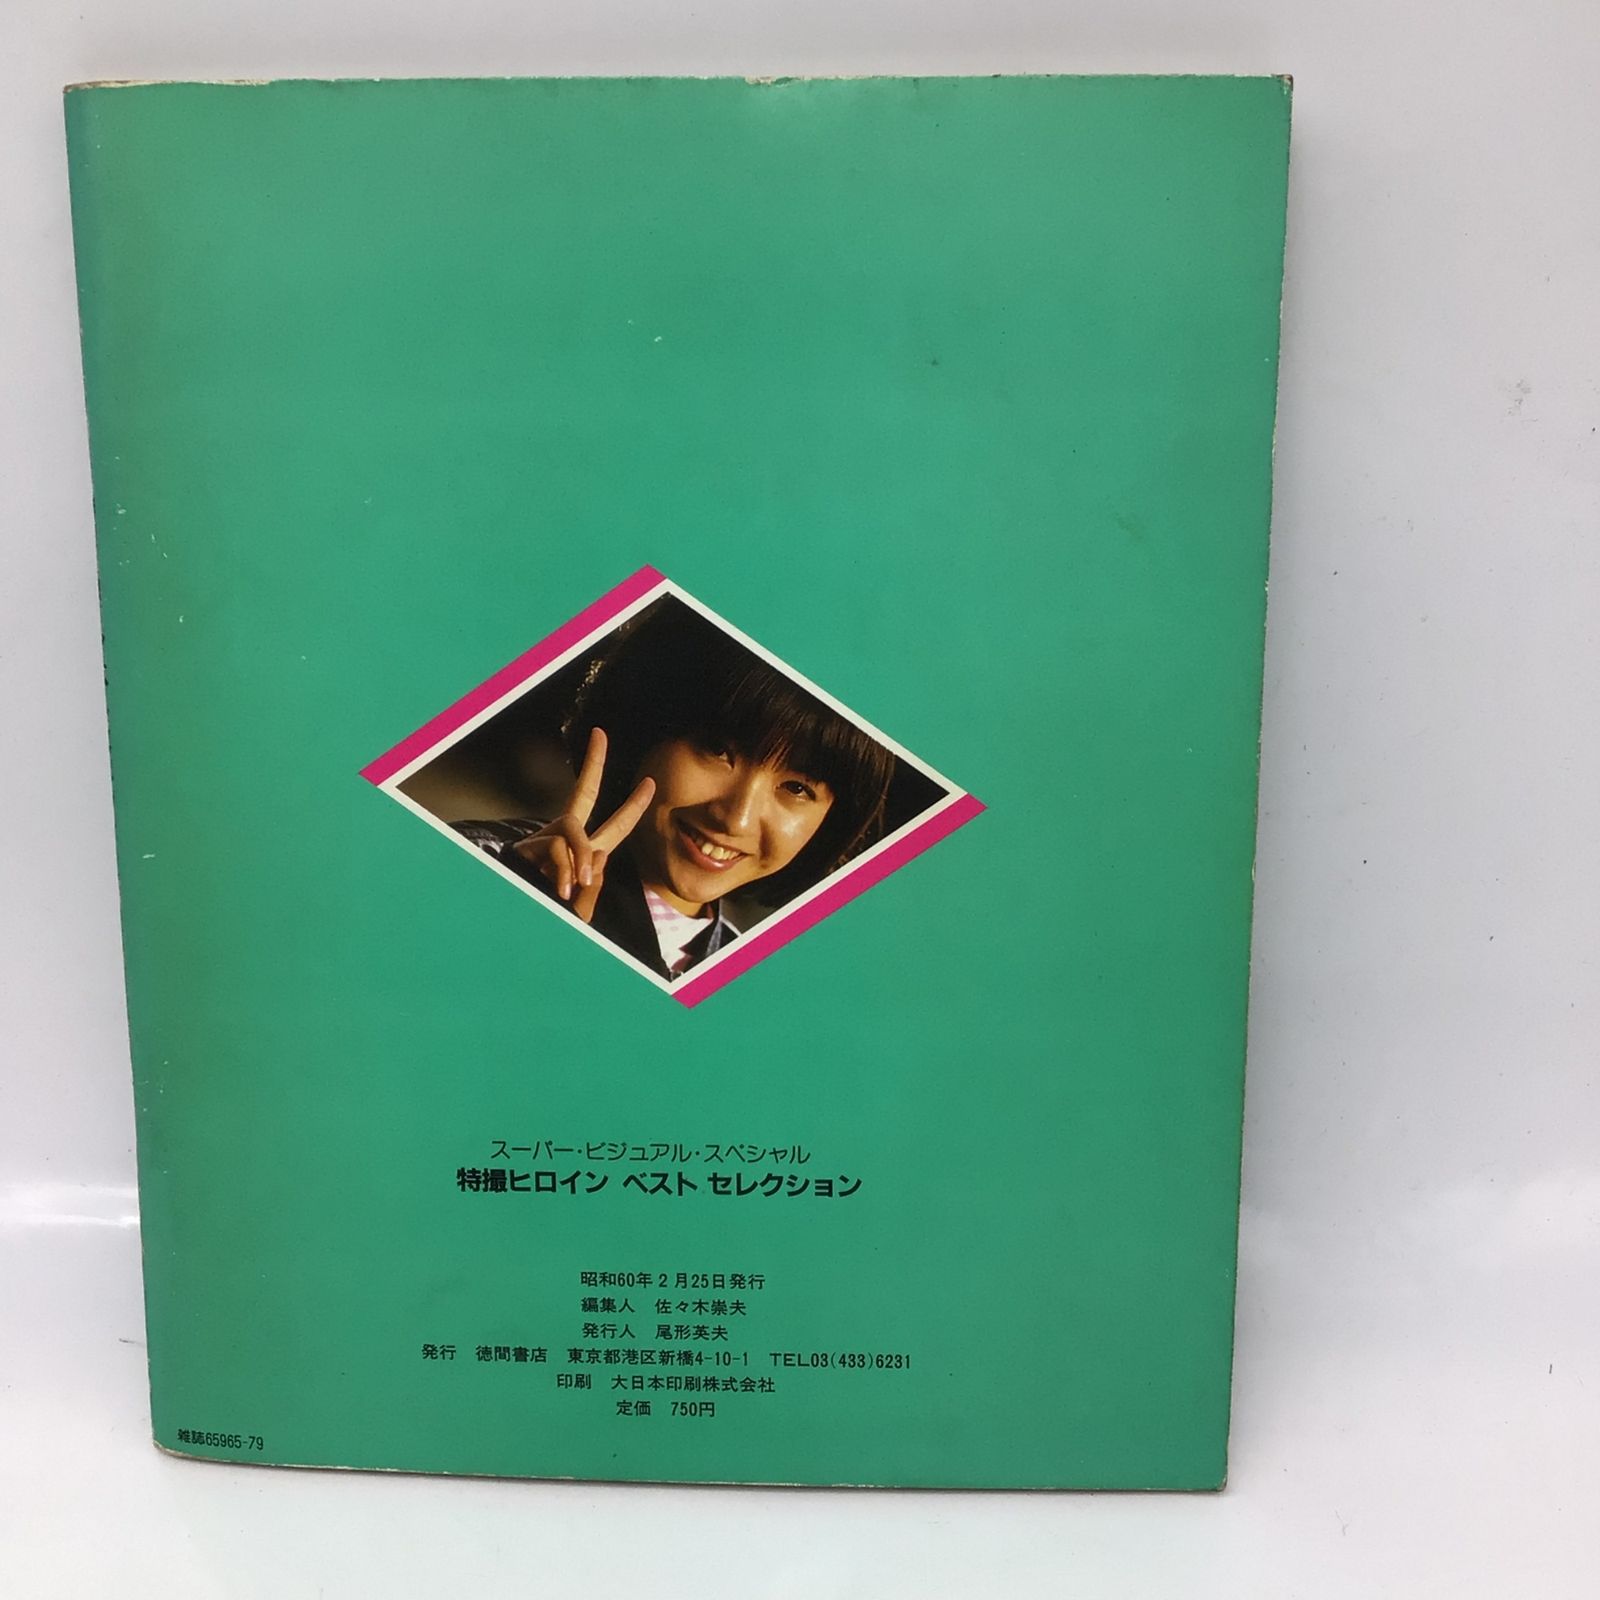 スーパー・ビジュアル・スペシャル
特撮ヒロイン ベスト セレクション
昭和60年2月25日発行
編集人 佐々木崇夫
発行人 尾形英夫
発行 徳間書店 東京都港区新橋4-10-1 TEL03(433)6231
印刷 大日本印刷株式会社
定価 750円
雑誌65965-79